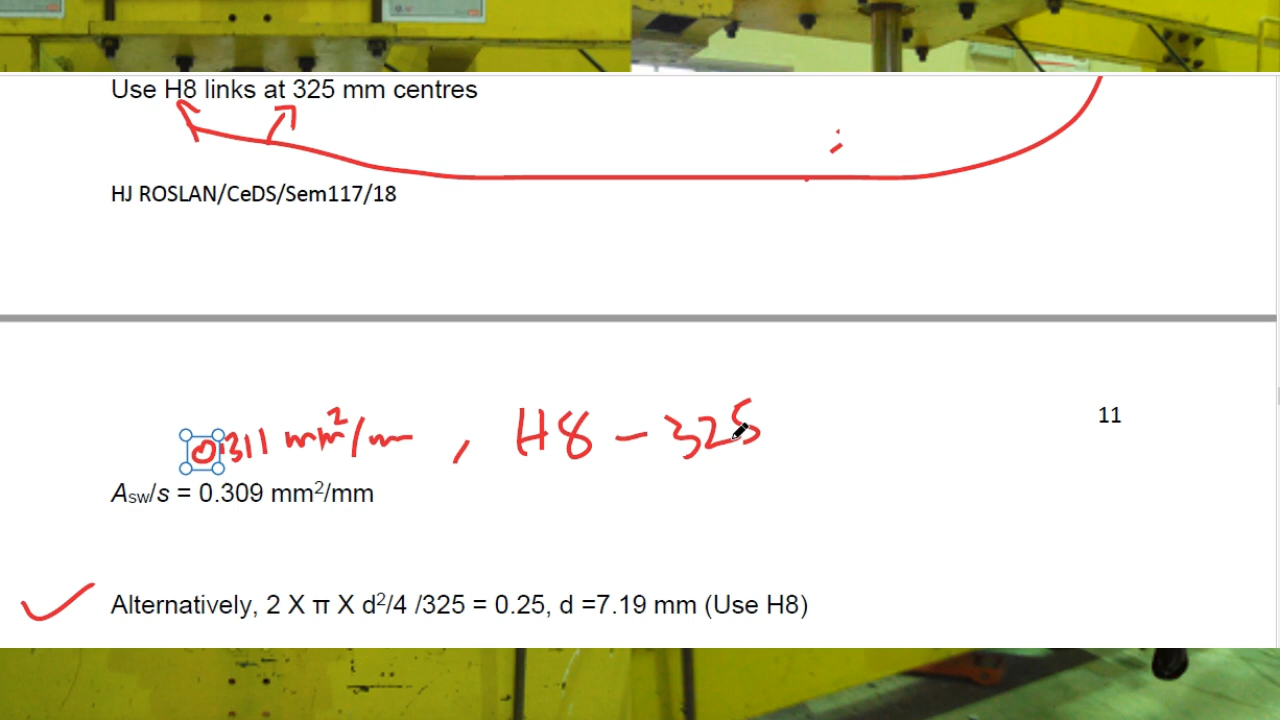 Use H8 links at 325 mm centres
HJ ROSLAN/CeDS/Sem117/18
11
0.311 mm²/m , H8 – 325
Asw/s = 0.309 mm²/mm
Alternatively, 2 X π X d²/4 /325 = 0.25, d =7.19 mm (Use H8)